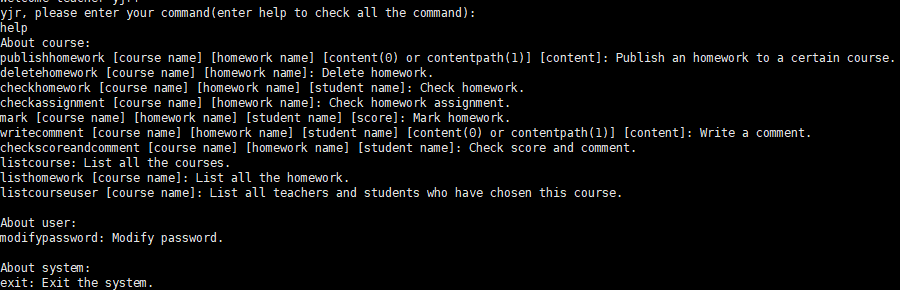 Welcome teacher yjr!
yjr, please enter your command(enter help to check all the command):
help
About course:
publishhomework [course name] [homework name] [content(0) or contentpath(1)] [content]: Publish an homework to a certain course.
deletehomework [course name] [homework name]: Delete homework.
checkhomework [course name] [homework name] [student name]: Check homework.
checkassignment [course name] [homework name]: Check homework assignment.
mark [course name] [homework name] [student name] [score]: Mark homework.
writecomment [course name] [homework name] [student name] [content(0) or contentpath(1)] [content]: Write a comment.
checkscoreandcomment [course name] [homework name] [student name]: Check score and comment.
listcourse: List all the courses.
listhomework [course name]: List all the homework.
listcourseuser [course name]: List all teachers and students who have chosen this course.
About user:
modifypassword: Modify password.
About system:
exit: Exit the system.